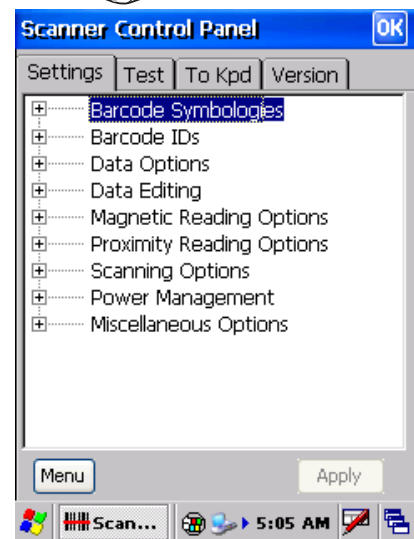 Scanner Control Panel OK
Settings Test To Kpd Version
Barcode Symbologies
Barcode IDs
Data Options
Data Editing
Magnetic Reading Options
Proximity Reading Options
Scanning Options
Power Management
Miscellaneous Options
Menu Apply
Scan... 5:05 AM